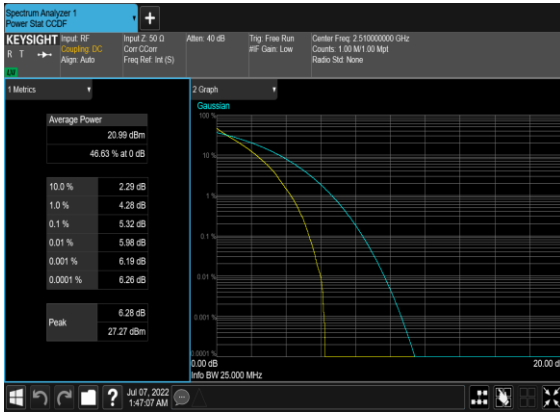 Spectrum Analyzer 1
Power Stat CCDF
KEYSIGHT
R T
LV
Input: RF
Coupling: DC
Align: Auto
Input Z: 50 Ω
Corr CCorr
Freq Ref: Int (S)
Atten: 40 dB
Trig: Free Run
#IF Gain: Low
Center Freq: 2.510000000 GHz
Counts: 1.00 M/1.00 Mpt
Radio Std: None
1 Metrics
Average Power
20.99 dBm
46.63 % at 0 dB
10.0 % 2.29 dB
1.0 % 4.28 dB
0.1 % 5.32 dB
0.01 % 5.98 dB
0.001 % 6.19 dB
0.0001 % 6.26 dB
Peak
6.28 dB
27.27 dBm
2 Graph
Gaussian
100 %
10 %
1 %
0.1 %
0.01 %
0.001 %
0.0001 %
0.00 dB
20.00 d
Info BW 25.000 MHz
?
Jul 07, 2022
1:47:07 AM